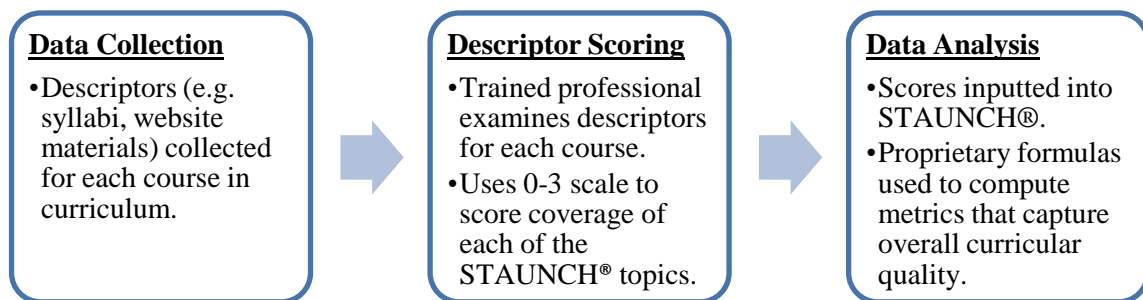 Data Collection
•Descriptors (e.g.
syllabi, website
materials) collected
for each course in
curriculum.
Descriptor Scoring
•Trained professional
examines descriptors
for each course.
•Uses 0-3 scale to
score coverage of
each of the
STAUNCH® topics.
Data Analysis
•Scores inputted into
STAUNCH®.
•Proprietary formulas
used to compute
metrics that capture
overall curricular
quality.